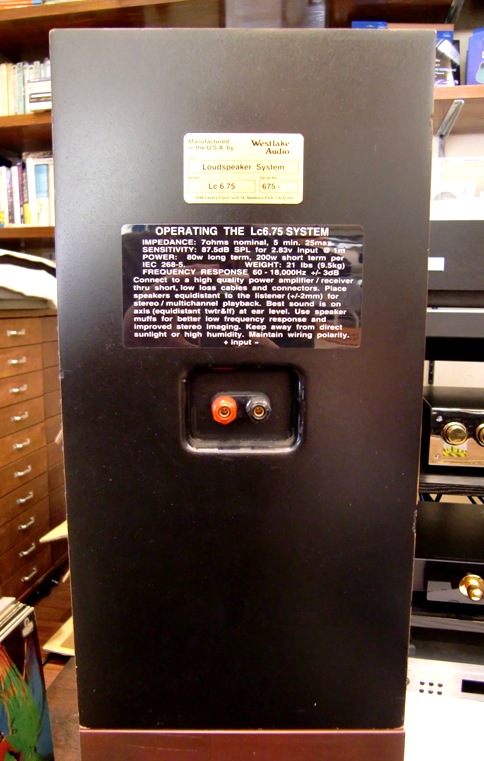 Manufactured
in the U.S.A. by:
Westlake
Audio
Loudspeaker System
Model
Serial No.
Lc 6.75
675 -
OPERATING THE Lc6.75 SYSTEM
IMPEDANCE: 7ohms nominal, 5 min. 25max.
SENSITIVITY: 87.5dB SPL for 2.83v input @ 1m
POWER: 80w long term, 200w short term per
IEC 268-5. WEIGHT: 21 lbs (9.5kg)
FREQUENCY RESPONSE 60 - 18,000Hz +/- 3dB
Connect to a high quality power amplifier / receiver
thru short, low loss cables and connectors. Place
speakers equidistant to the listener (+/-2mm) for
stereo / multichannel playback. Best sound is on
axis (equidistant twtr&lf) at ear level. Use speaker
muffs for better low frequency response and
improved stereo imaging. Keep away from direct
sunlight or high humidity. Maintain wiring polarity.
+ input -